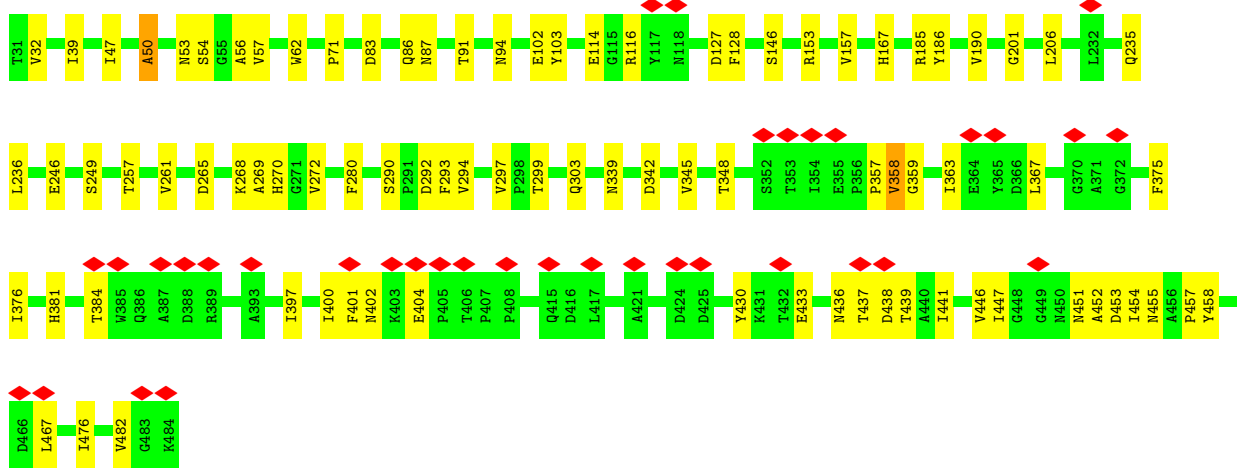 T31 V32 I39 I47 A50 N53 S54 G55 A56 V57 W62 P71 D83 Q86 N87 T91 N94 E102 Y103 E114 G115 R116 Y117 N118 D127 F128 S146 R153 V157 H167 R185 Y186 V190 G201 L206 L232 Q235
L236 E246 S249 T257 V261 D265 K268 A269 H270 G271 V272 F280 S290 P291 D292 F293 V294 V297 P298 T299 Q303 N339 D342 V345 T348 S352 T353 I354 E355 P356 P357 V358 G359 I363 E364 Y365 D366 L367 G370 A371 G372 F375
I376 H381 T384 W385 Q386 A387 D388 R389 A393 I397 I400 F401 N402 K403 E404 P405 T406 P407 P408 Q415 D416 L417 A421 D424 D425 Y430 K431 T432 E433 N436 T437 D438 T439 A440 I441 V446 I447 G448 G449 N450 N451 A452 D453 I454 N455 A456 P457 Y458
D466 L467 I476 V482 G483 K484